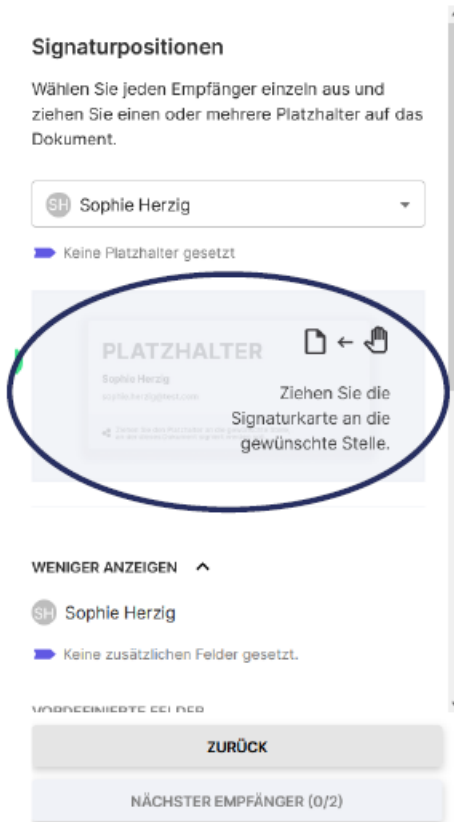 Signaturpositionen
Wählen Sie jeden Empfänger einzeln aus und
ziehen Sie einen oder mehrere Platzhalter auf das
Dokument.
SH Sophie Herzig
Keine Platzhalter gesetzt
PLATZHALTER
Sophie Herzig
Ziehen Sie die
Signaturkarte an die
gewünschte Stelle.
WENIGER ANZEIGEN
SH Sophie Herzig
Keine zusätzlichen Felder gesetzt.
VORDEFINIERTE FELDER
ZURÜCK
NÄCHSTER EMPFÄNGER (0/2)